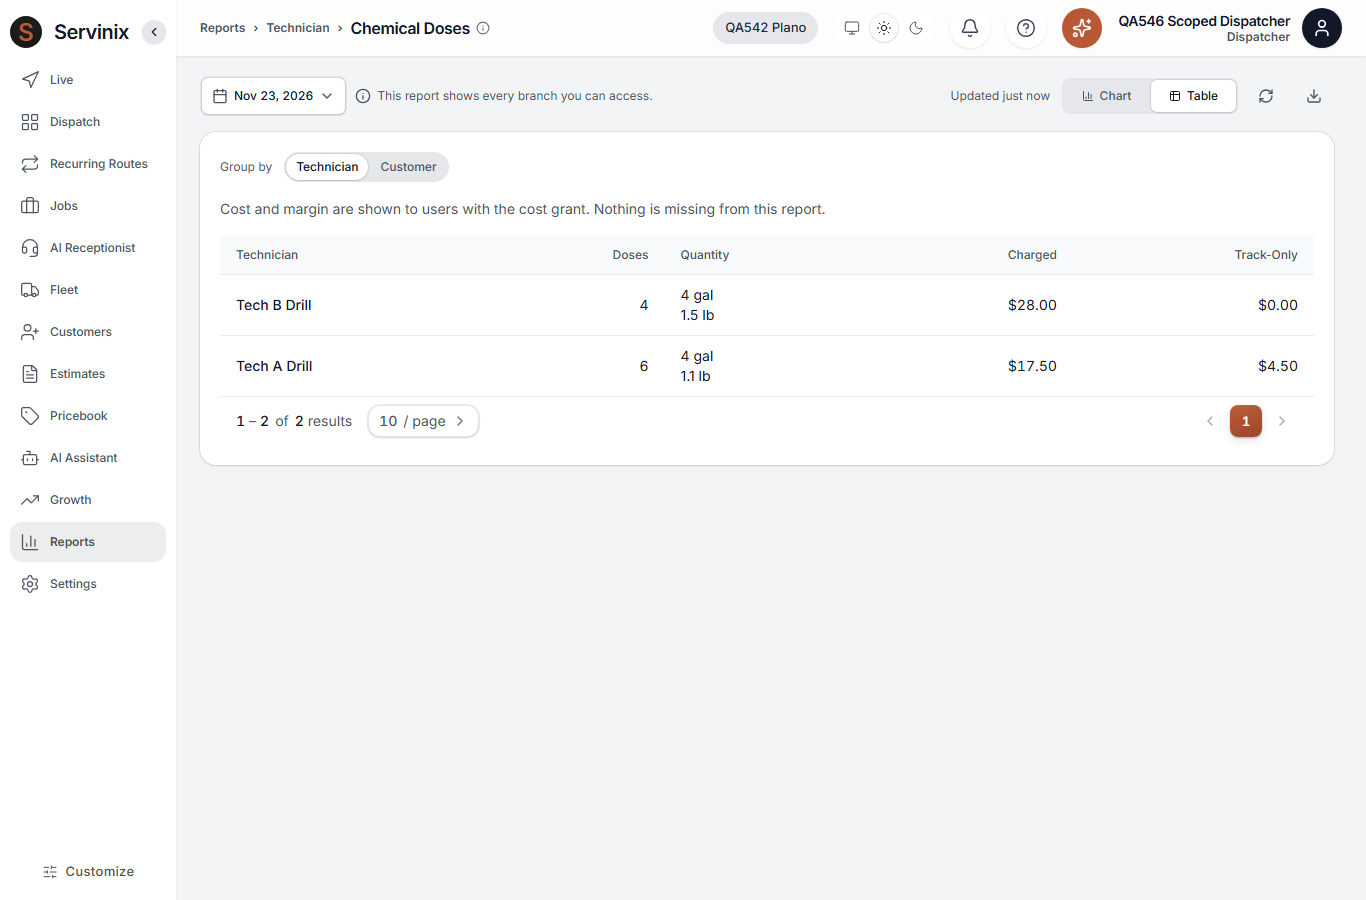 S Servinix
Reports › Technician › Chemical Doses
QA542 Plano
QA546 Scoped Dispatcher
Dispatcher
Live
Dispatch
Recurring Routes
Jobs
AI Receptionist
Fleet
Customers
Estimates
Pricebook
AI Assistant
Growth
Reports
Settings
Customize
Nov 23, 2026
This report shows every branch you can access.
Updated just now
Chart
Table
Group by Technician Customer
Cost and margin are shown to users with the cost grant. Nothing is missing from this report.
Technician Doses Quantity Charged Track-Only
Tech B Drill 4 4 gal $28.00 $0.00
1.5 lb
Tech A Drill 6 4 gal $17.50 $4.50
1.1 lb
1 – 2 of 2 results 10 / page 1